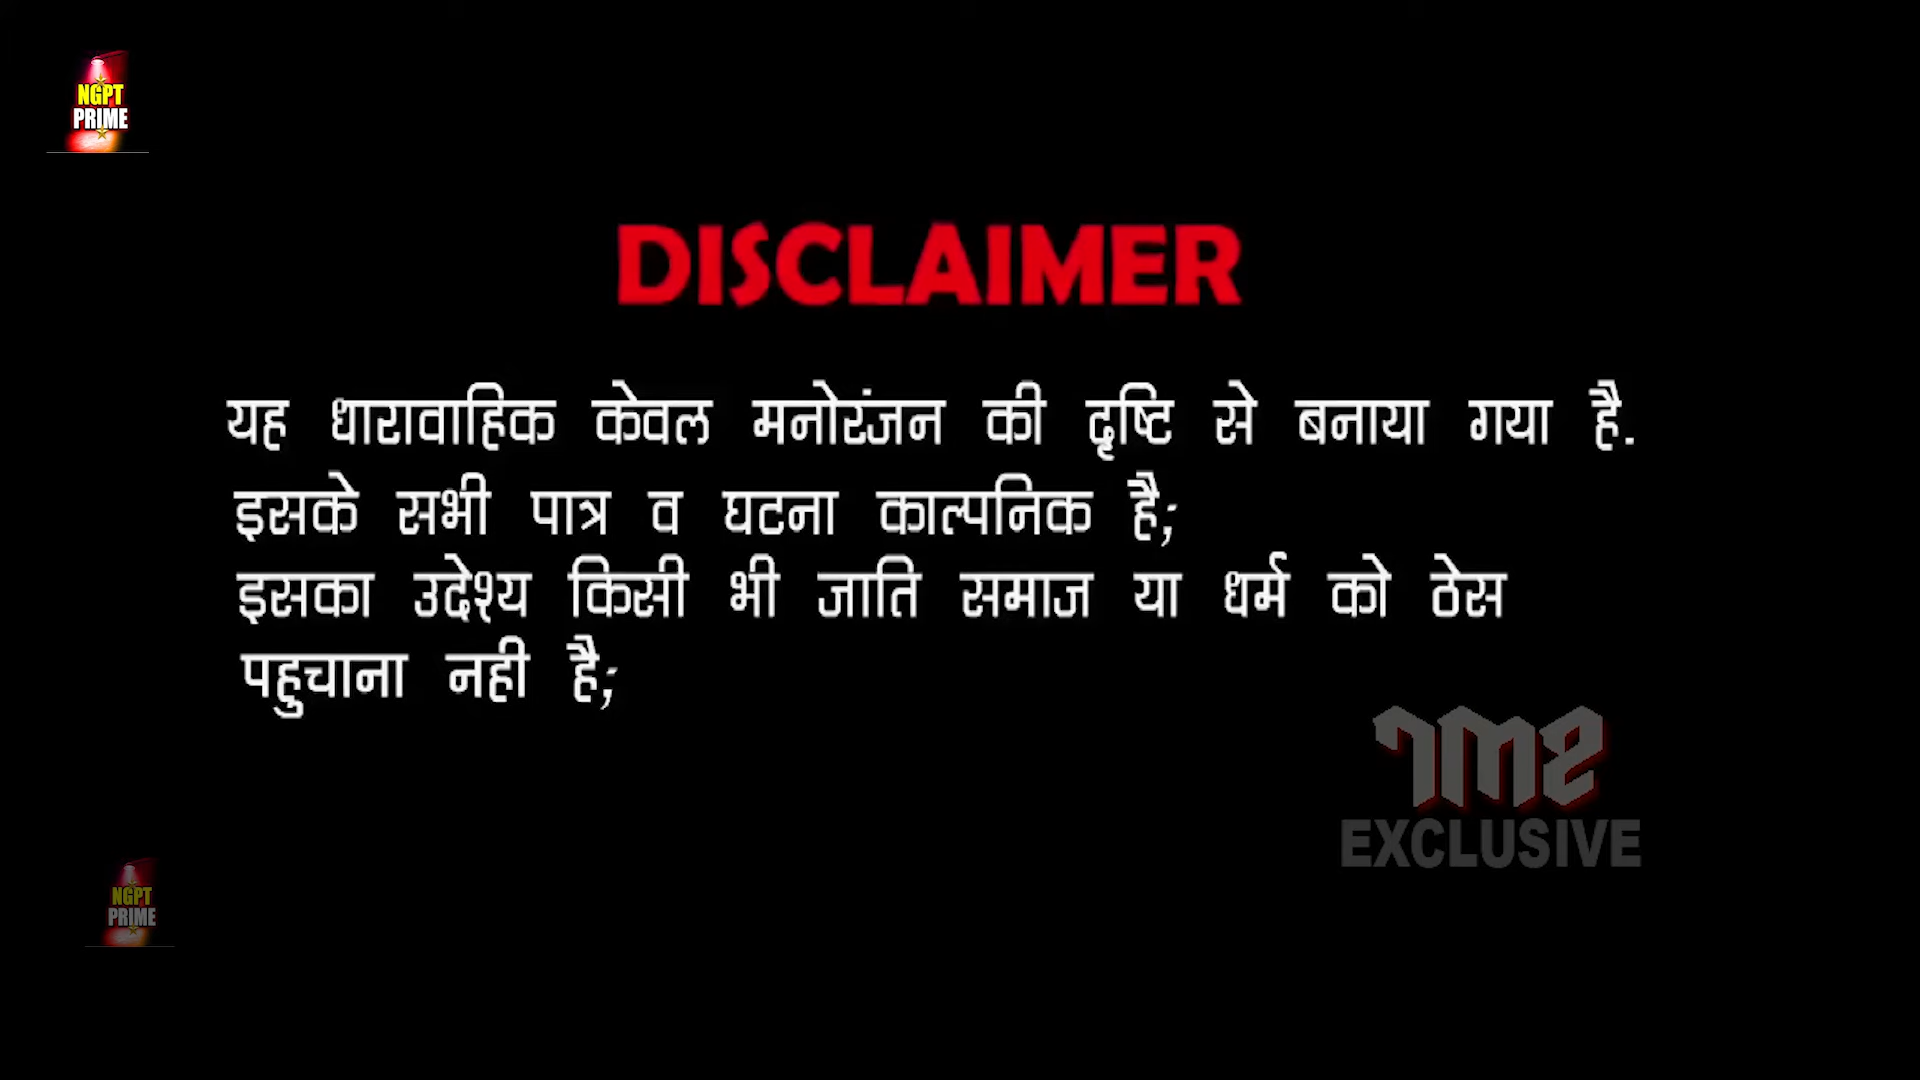 NGPT
PRIME
DISCLAIMER
यह धारावाहिक केवल मनोरंजन की दृष्टि से बनाया गया है.
इसके सभी पात्र व घटना काल्पनिक है;
इसका उदेश्य किसी भी जाति समाज या धर्म को ठेस
पहुचाना नही है;
EXCLUSIVE
NGPT
PRIME